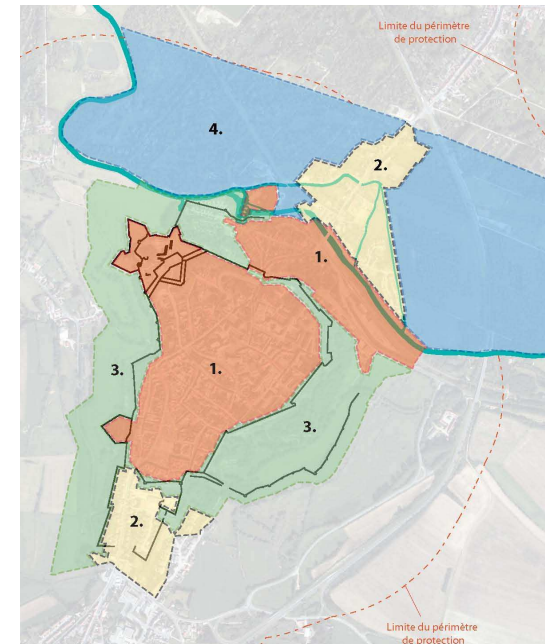 Limite du périmètre
de protection
4.
2.
1.
3.
1.
3.
2.
Limite du périmètre
de protection